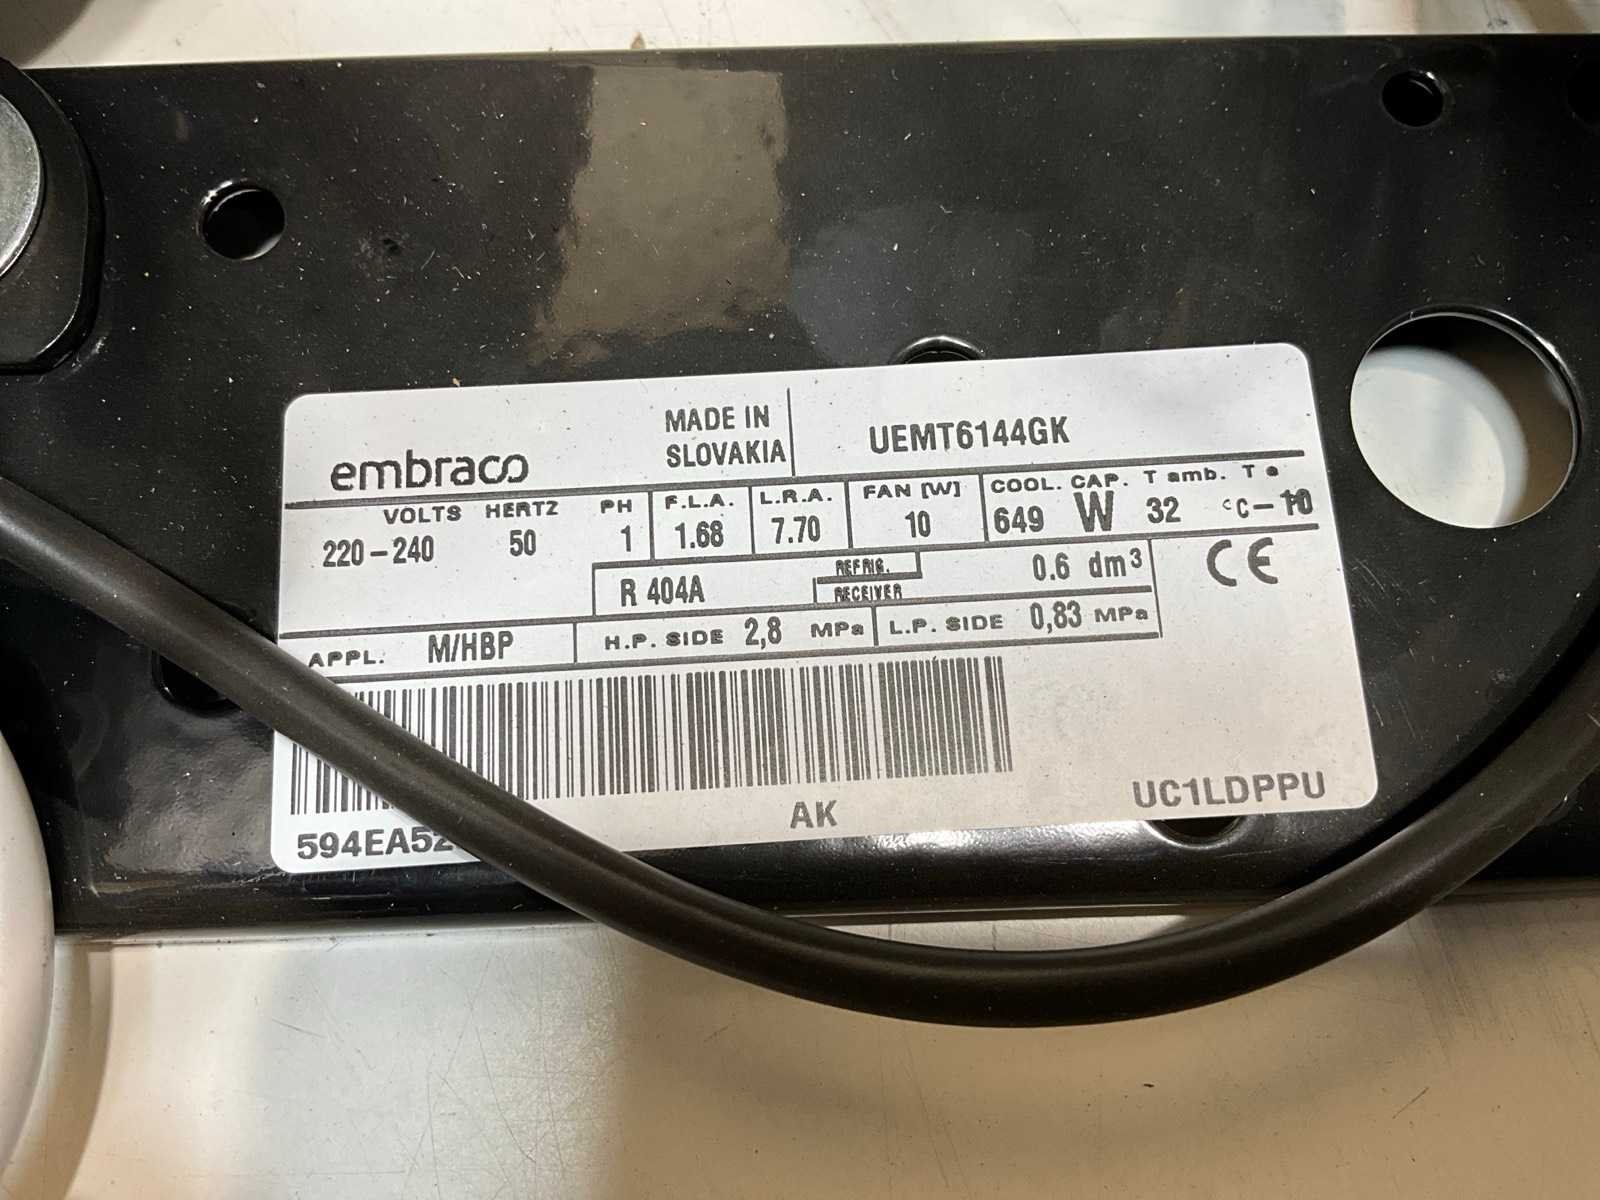 embraco
MADE IN
SLOVAKIA
UEMT6144GK
VOLTS HERTZ PH F.L.A. L.R.A. FAN [W] COOL. CAP. T amb. T e
220-240 50 1 1.68 7.70 10 649 W 32 °C -10
R 404A REFRIG.
RECEIVER 0.6 dm³
CE
APPL. M/HBP H.P. SIDE 2,8 MPa L.P. SIDE 0,83 MPa
594EA52
AK
UC1LDPPU